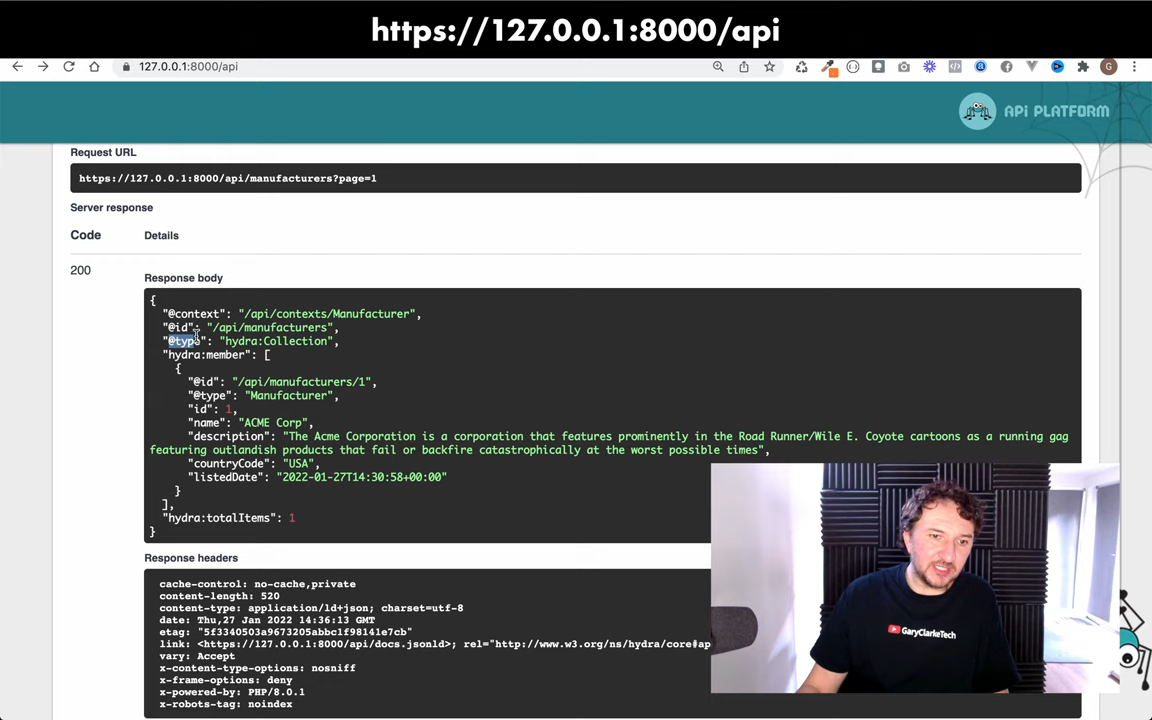 https://127.0.0.1:8000/api
127.0.0.1:8000/api
G
API PLATFORM
Request URL
https://127.0.0.1:8000/api/manufacturers?page=1
Server response
Code
Details
200
Response body
{
"@context": "/api/contexts/Manufacturer",
"@id": "/api/manufacturers",
"@type": "hydra:Collection",
"hydra:member": [
{
"@id": "/api/manufacturers/1",
"@type": "Manufacturer",
"id": 1,
"name": "ACME Corp",
"description": "The Acme Corporation is a corporation that features prominently in the Road Runner/Wile E. Coyote cartoons as a running gag
featuring outlandish products that fail or backfire catastrophically at the worst possible times",
"countryCode": "USA",
"listedDate": "2022-01-27T14:30:58+00:00"
}
],
"hydra:totalItems": 1
}
Response headers
cache-control: no-cache,private
content-length: 520
content-type: application/ld+json; charset=utf-8
date: Thu,27 Jan 2022 14:36:13 GMT
etag: "5f3340503a9673205abbc1f98141e7cb"
link: <https://127.0.0.1:8000/api/docs.jsonld>; rel="http://www.w3.org/ns/hydra/core#ap
vary: Accept
x-content-type-options: nosniff
x-frame-options: deny
x-powered-by: PHP/8.0.1
x-robots-tag: noindex
GaryClarkeTech